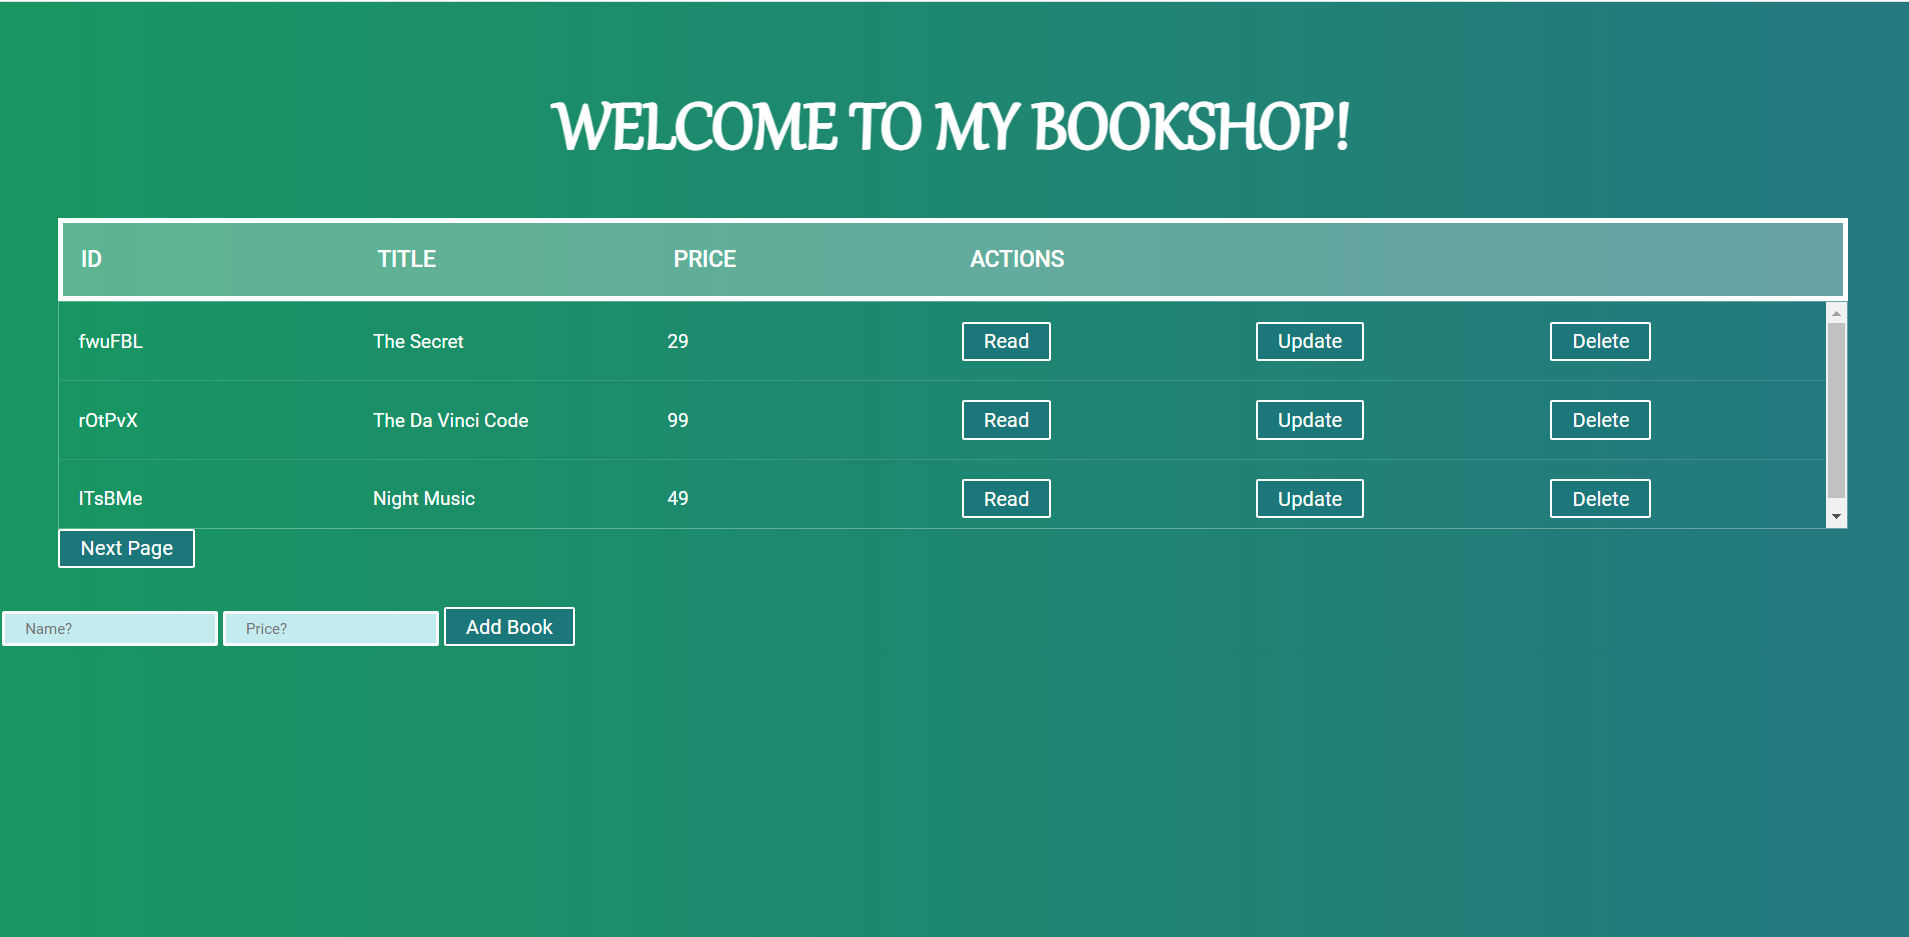 WELCOME TO MY BOOKSHOP!
ID TITLE PRICE ACTIONS
fwuFBL The Secret 29 Read Update Delete
rOtPvX The Da Vinci Code 99 Read Update Delete
ITsBMe Night Music 49 Read Update Delete
Next Page
Name? Price? Add Book